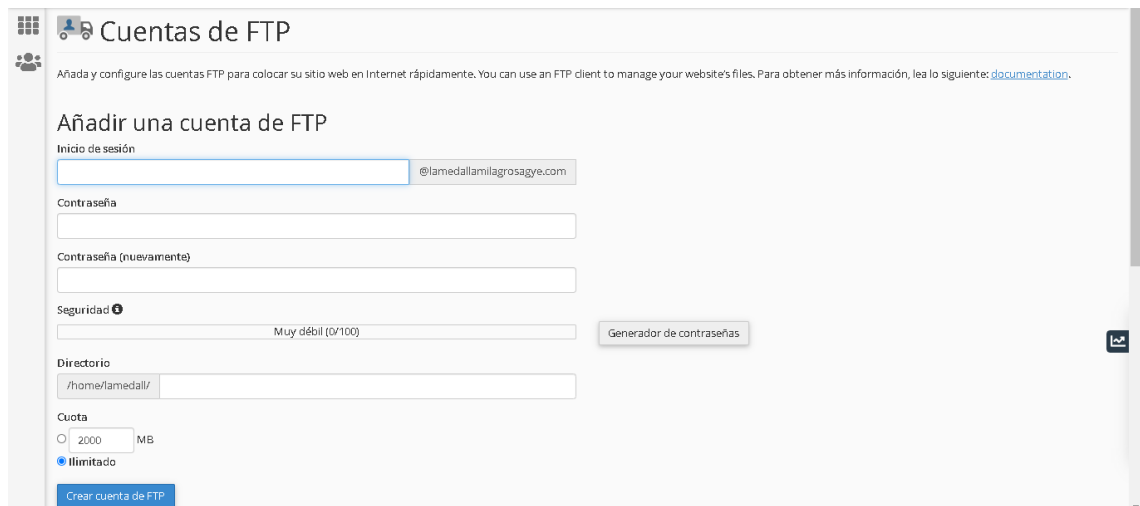 Cuentas de FTP
Añada y configure las cuentas FTP para colocar su sitio web en Internet rápidamente. You can use an FTP client to manage your website's files. Para obtener más información, lea lo siguiente: documentation.
Añadir una cuenta de FTP
Inicio de sesión
@lamedallamilagrosagye.com
Contraseña
Contraseña (nuevamente)
Seguridad
Muy débil (0/100)
Generador de contraseñas
Directorio
/home/lamedall/
Cuota
2000 MB
Ilimitado
Crear cuenta de FTP